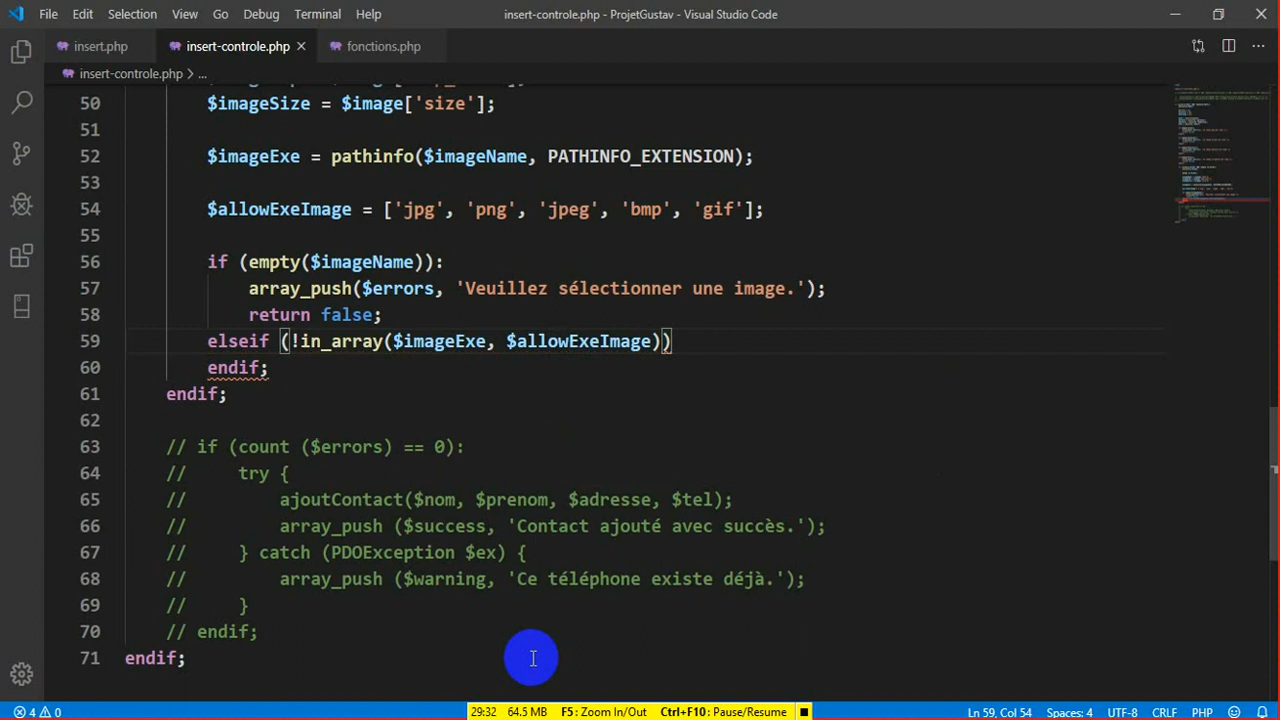 File Edit Selection View Go Debug Terminal Help insert-controle.php - ProjetGustav - Visual Studio Code
insert.php insert-controle.php fonctions.php
insert-controle.php > ...
50 $imageSize = $image['size'];
51
52 $imageExe = pathinfo($imageName, PATHINFO_EXTENSION);
53
54 $allowExeImage = ['jpg', 'png', 'jpeg', 'bmp', 'gif'];
55
56 if (empty($imageName)):
57 array_push($errors, 'Veuillez sélectionner une image.');
58 return false;
59 elseif (!in_array($imageExe, $allowExeImage))
60 endif;
61 endif;
62
63 // if (count ($errors) == 0):
64 // try {
65 // ajoutContact($nom, $prenom, $adresse, $tel);
66 // array_push ($success, 'Contact ajouté avec succès.');
67 // } catch (PDOException $ex) {
68 // array_push ($warning, 'Ce téléphone existe déjà.');
69 // }
70 // endif;
71 endif;
4 0 29:32 64.5 MB F5: Zoom In/Out Ctrl+F10: Pause/Resume Ln 59, Col 54 Spaces: 4 UTF-8 CRLF PHP